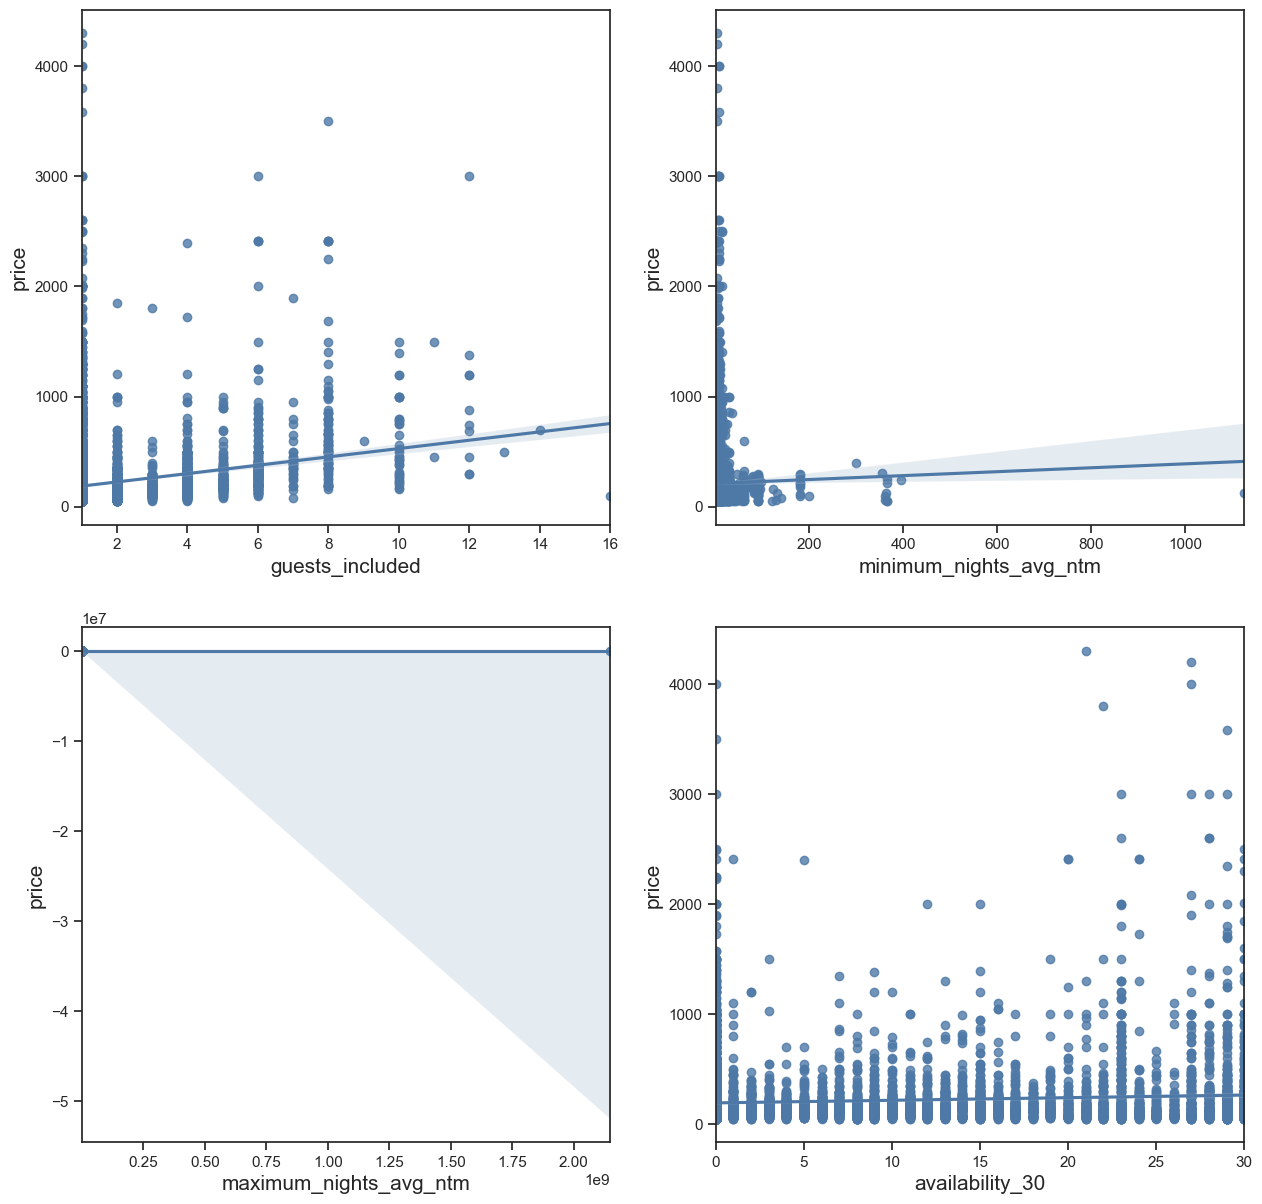 4000
3000
2000
1000
0
price
2 4 6 8 10 12 14 16
guests_included
4000
3000
2000
1000
0
price
200 400 600 800 1000
minimum_nights_avg_ntm
1e7
0
−1
−2
−3
−4
−5
price
0.25 0.50 0.75 1.00 1.25 1.50 1.75 2.00
1e9
maximum_nights_avg_ntm
4000
3000
2000
1000
0
price
0 5 10 15 20 25 30
availability_30